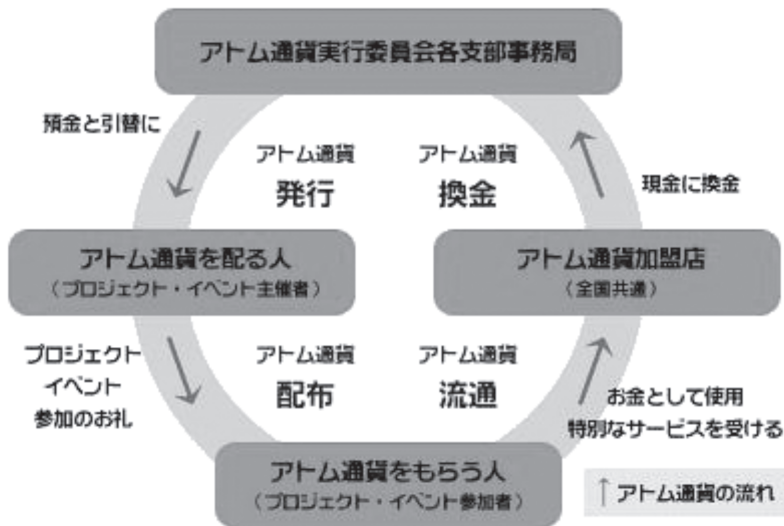 アトム通貨実行委員会各支部事務局
預金と引替に
アトム通貨
発行
アトム通貨
換金
現金に換金
アトム通貨を配る人
（プロジェクト・イベント主催者）
アトム通貨加盟店
（全国共通）
プロジェクト
イベント
参加のお礼
アトム通貨
配布
アトム通貨
流通
お金として使用
特別なサービスを受ける
アトム通貨をもらう人
（プロジェクト・イベント参加者）
↑アトム通貨の流れ